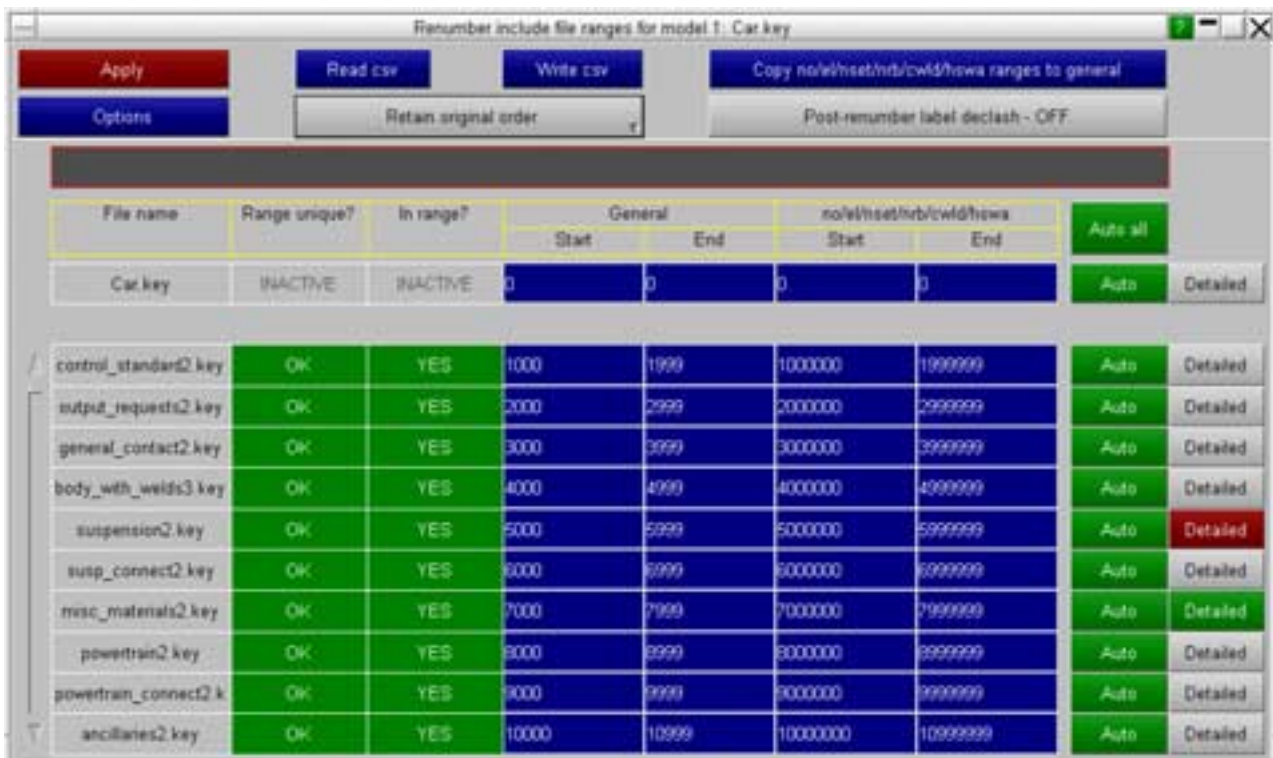 Renumber include file ranges for model 1: Car.key ?
Apply Read csv Write csv Copy no/el/nset/nrb/cwld/hswa ranges to general
Options Retain original order Post-renumber label declash - OFF
File name Range unique? In range? General no/el/nset/nrb/cwld/hswa Auto all
Start End Start End
Car.key INACTIVE INACTIVE 0 0 0 0 Auto Detailed
control_standard2.key OK YES 1000 1999 1000000 1999999 Auto Detailed
output_requests2.key OK YES 2000 2999 2000000 2999999 Auto Detailed
general_contact2.key OK YES 3000 3999 3000000 3999999 Auto Detailed
body_with_welds3.key OK YES 4000 4999 4000000 4999999 Auto Detailed
suspension2.key OK YES 5000 5999 5000000 5999999 Auto Detailed
susp_connect2.key OK YES 6000 6999 6000000 6999999 Auto Detailed
misc_materials2.key OK YES 7000 7999 7000000 7999999 Auto Detailed
powertrain2.key OK YES 8000 8999 8000000 8999999 Auto Detailed
powertrain_connect2.k OK YES 9000 9999 9000000 9999999 Auto Detailed
ancillaries2.key OK YES 10000 10999 10000000 10999999 Auto Detailed